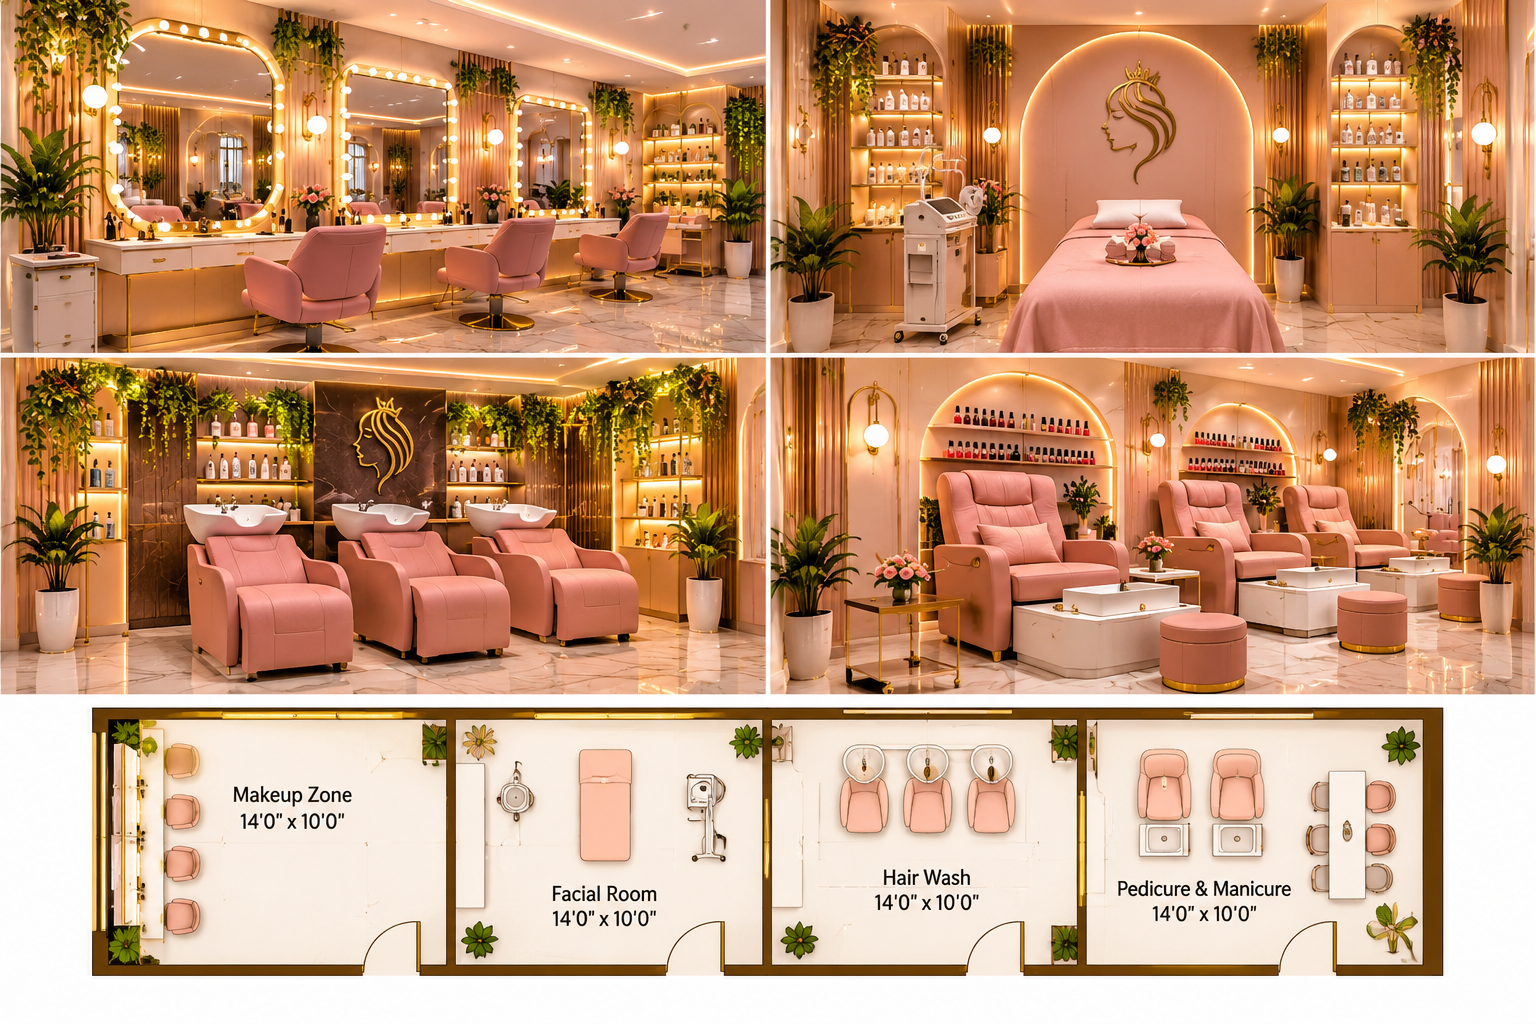 Makeup Zone
14'0" x 10'0"
Facial Room
14'0" x 10'0"
Hair Wash
14'0" x 10'0"
Pedicure & Manicure
14'0" x 10'0"